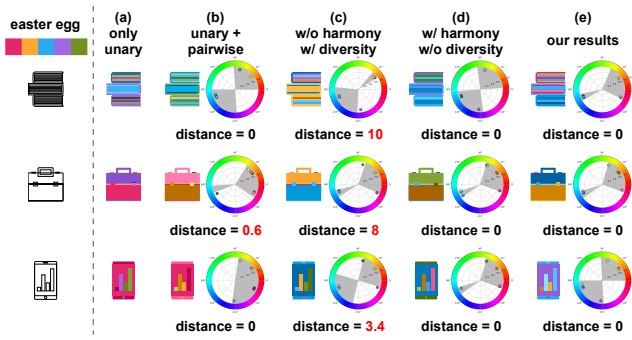 easter egg
(a)
only
unary
(b)
unary +
pairwise
(c)
w/o harmony
w/ diversity
(d)
w/ harmony
w/o diversity
(e)
our results
distance = 0
distance = 10
distance = 0
distance = 0
distance = 0.6
distance = 8
distance = 0
distance = 0
distance = 0
distance = 3.4
distance = 0
distance = 0